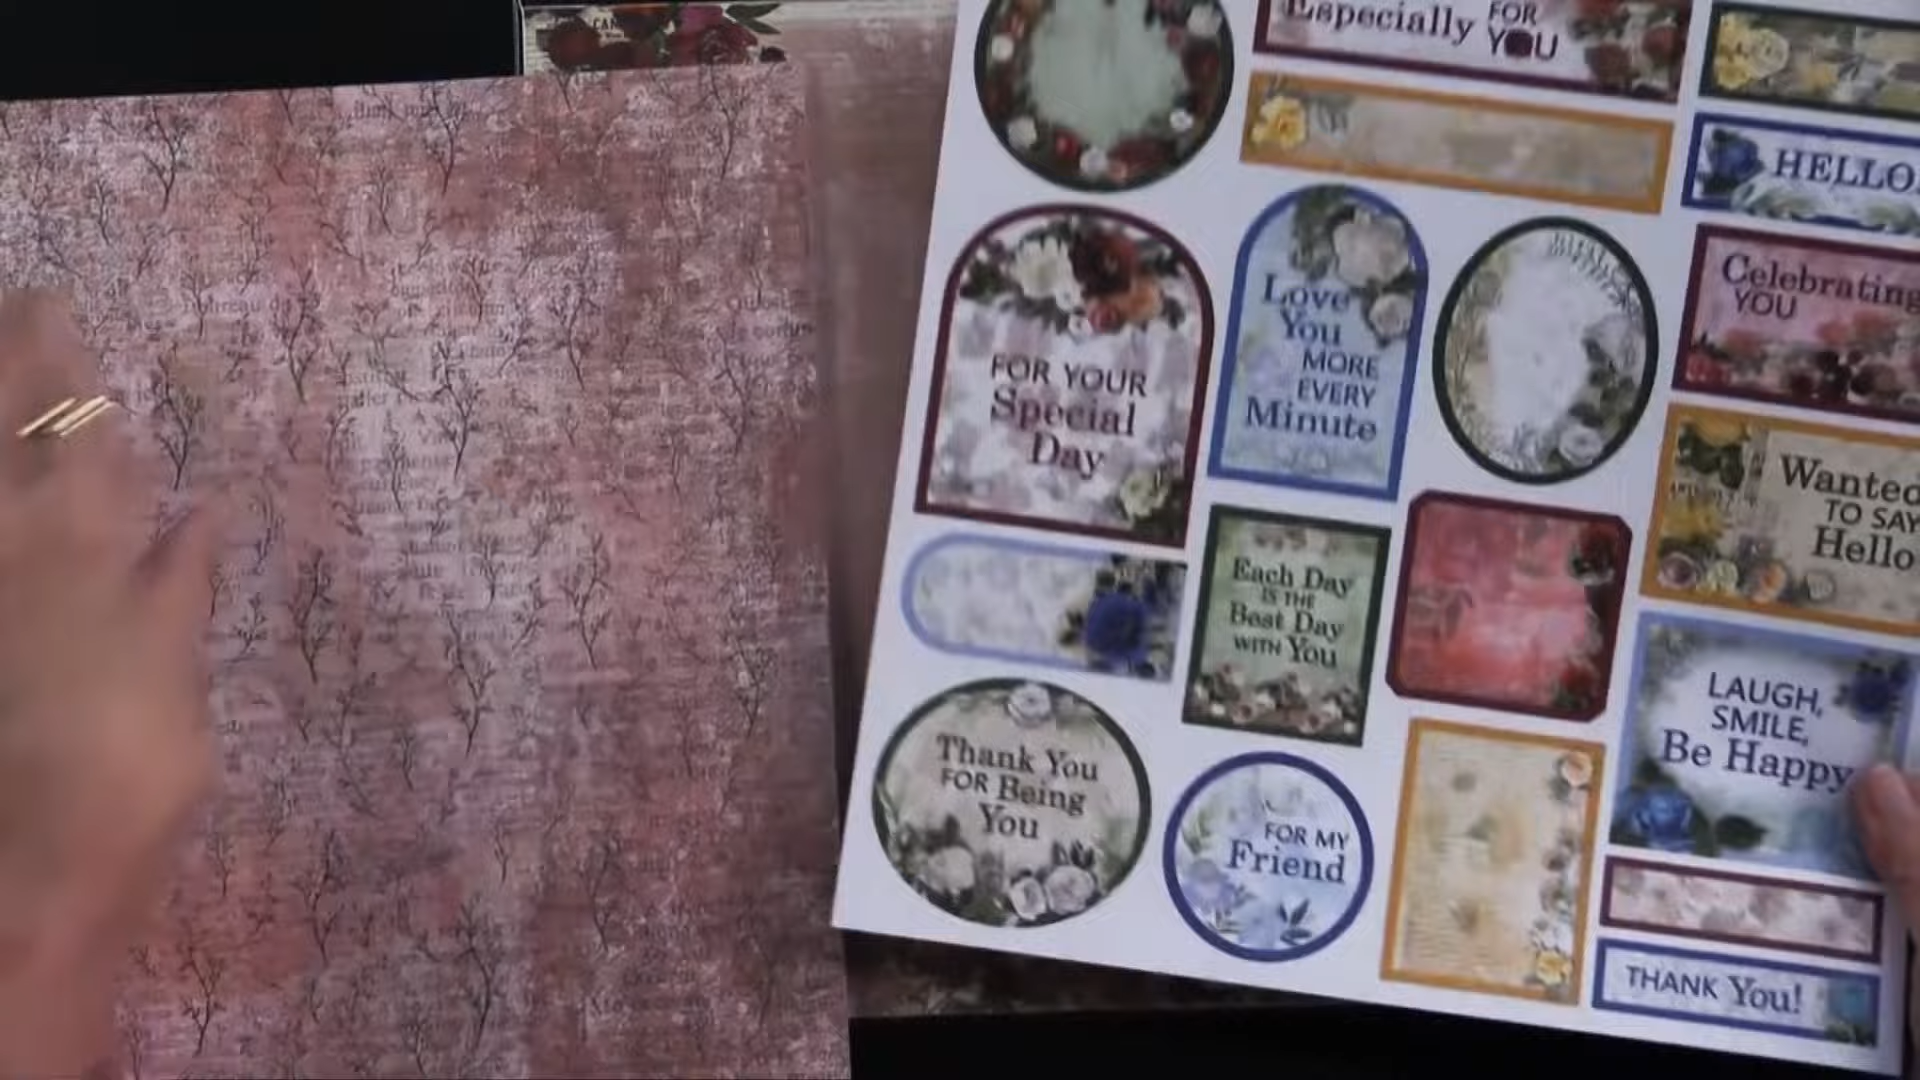 Especially FOR
YOU
HELLO
Celebrating
YOU
FOR YOUR
Special
Day
Love
You
MORE
EVERY
Minute
Wanted
TO SAY
Hello
Each Day
IS THE
Best Day
WITH You
LAUGH,
SMILE,
Be Happy
Thank You
FOR Being
You
FOR MY
Friend
THANK You!